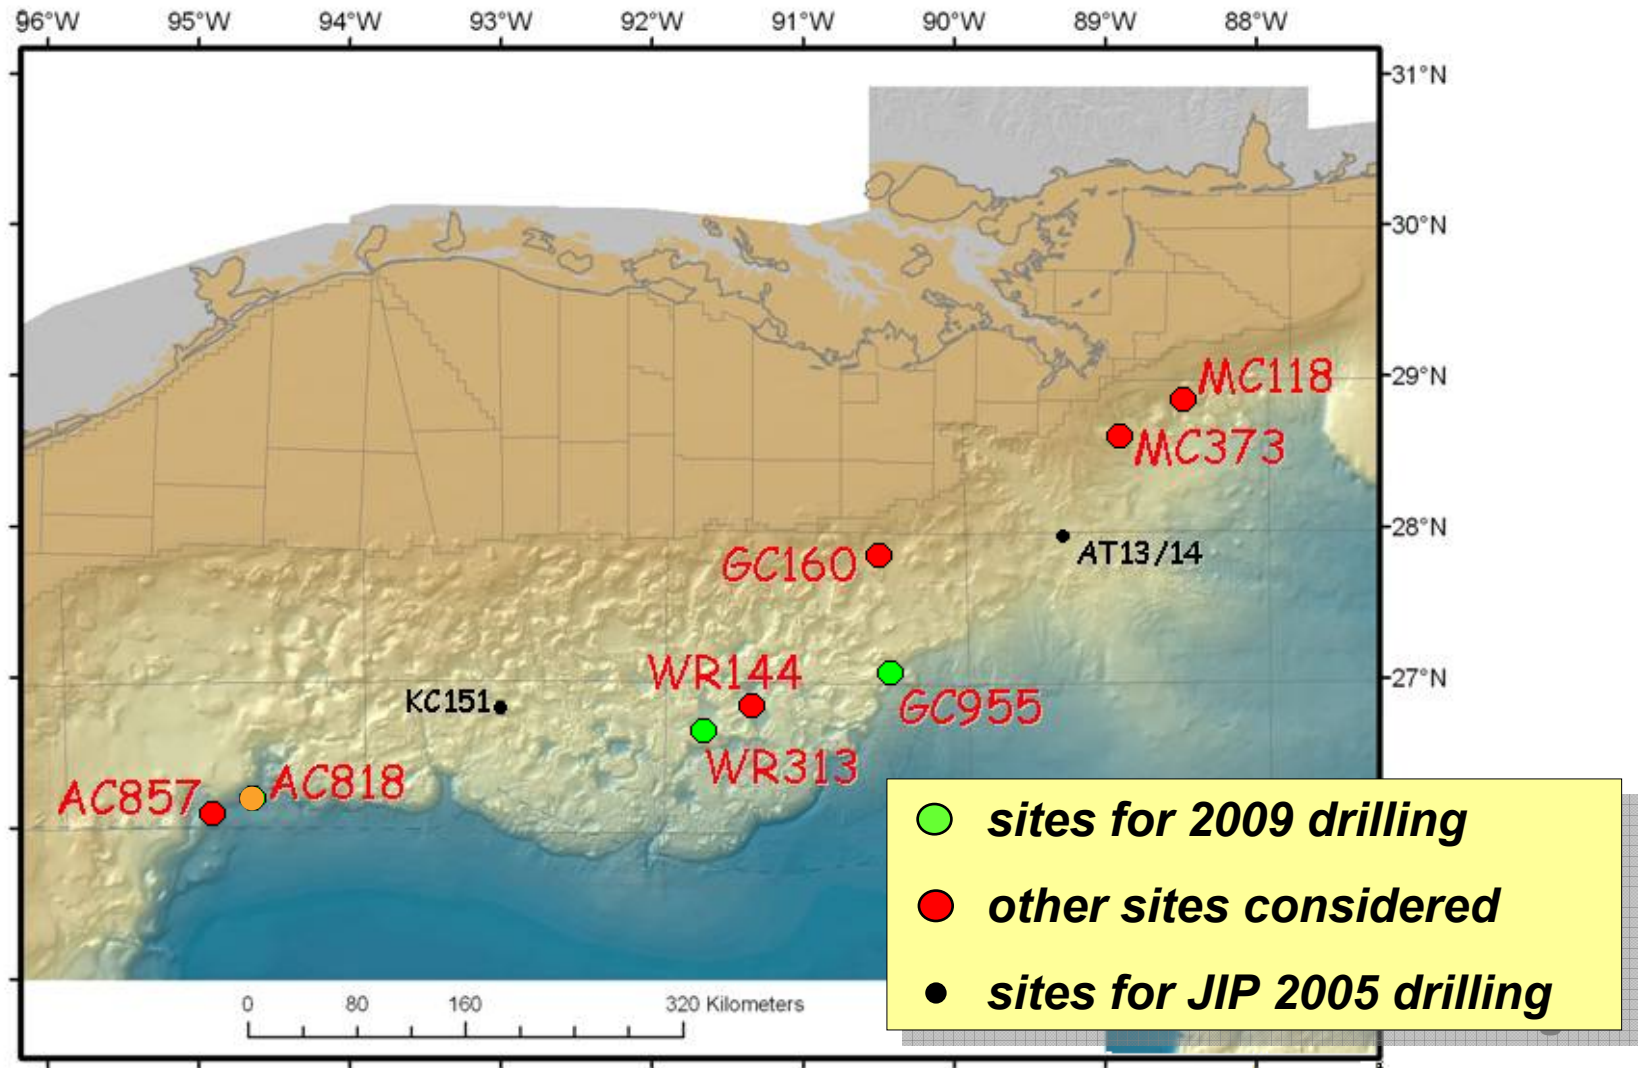 96°W 95°W 94°W 93°W 92°W 91°W 90°W 89°W 88°W
31°N
30°N
29°N
28°N
27°N
MC118
MC373
AT13/14
GC160
WR144
GC955
KC151
WR313
AC857
AC818
sites for 2009 drilling
other sites considered
sites for JIP 2005 drilling
0 80 160 320 Kilometers